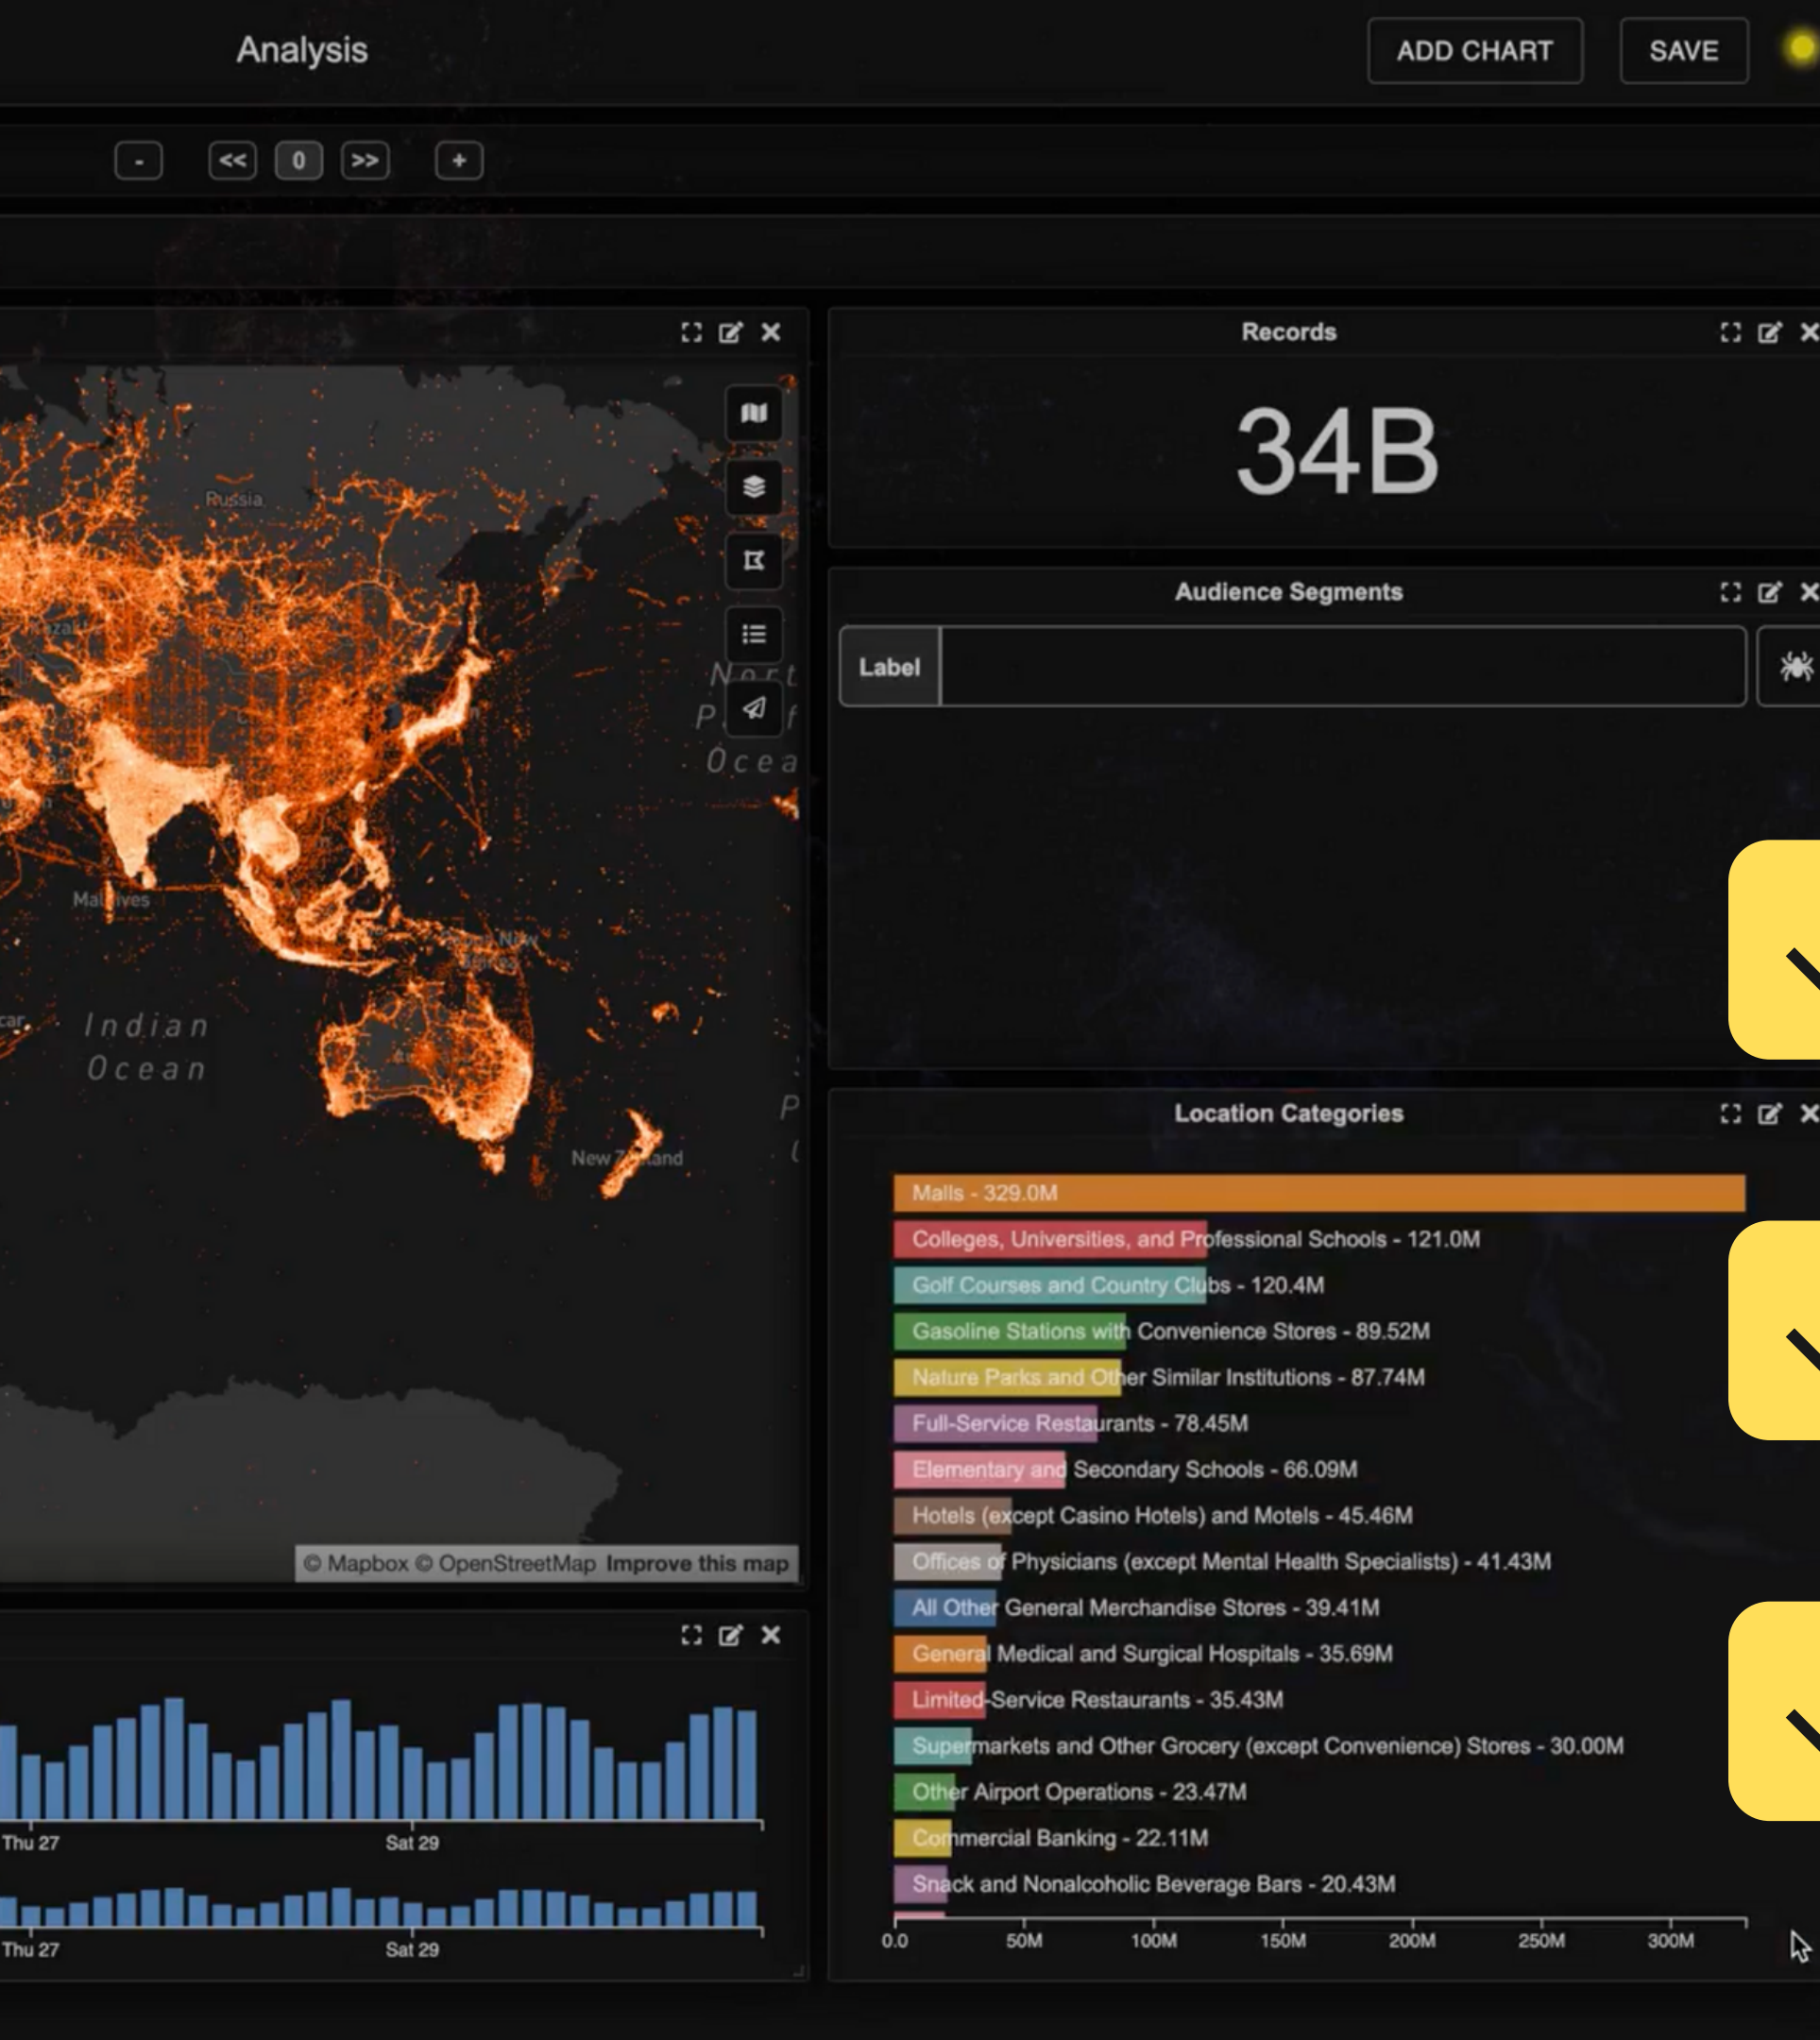 Analysis
ADD CHART
SAVE
-
<<
0
>>
+
Records
34B
Russia
Audience Segments
Label
Ocea
Maldives
New
Indian
Ocean
New Zealand
Location Categories
Malls - 329.0M
Colleges, Universities, and Professional Schools - 121.0M
Golf Courses and Country Clubs - 120.4M
Gasoline Stations with Convenience Stores - 89.52M
Nature Parks and Other Similar Institutions - 87.74M
Full-Service Restaurants - 78.45M
Elementary and Secondary Schools - 66.09M
Hotels (except Casino Hotels) and Motels - 45.46M
Offices of Physicians (except Mental Health Specialists) - 41.43M
All Other General Merchandise Stores - 39.41M
General Medical and Surgical Hospitals - 35.69M
Limited-Service Restaurants - 35.43M
Supermarkets and Other Grocery (except Convenience) Stores - 30.00M
Other Airport Operations - 23.47M
Commercial Banking - 22.11M
Snack and Nonalcoholic Beverage Bars - 20.43M
0.0 50M 100M 150M 200M 250M 300M
© Mapbox © OpenStreetMap Improve this map
Thu 27 Sat 29
Thu 27 Sat 29